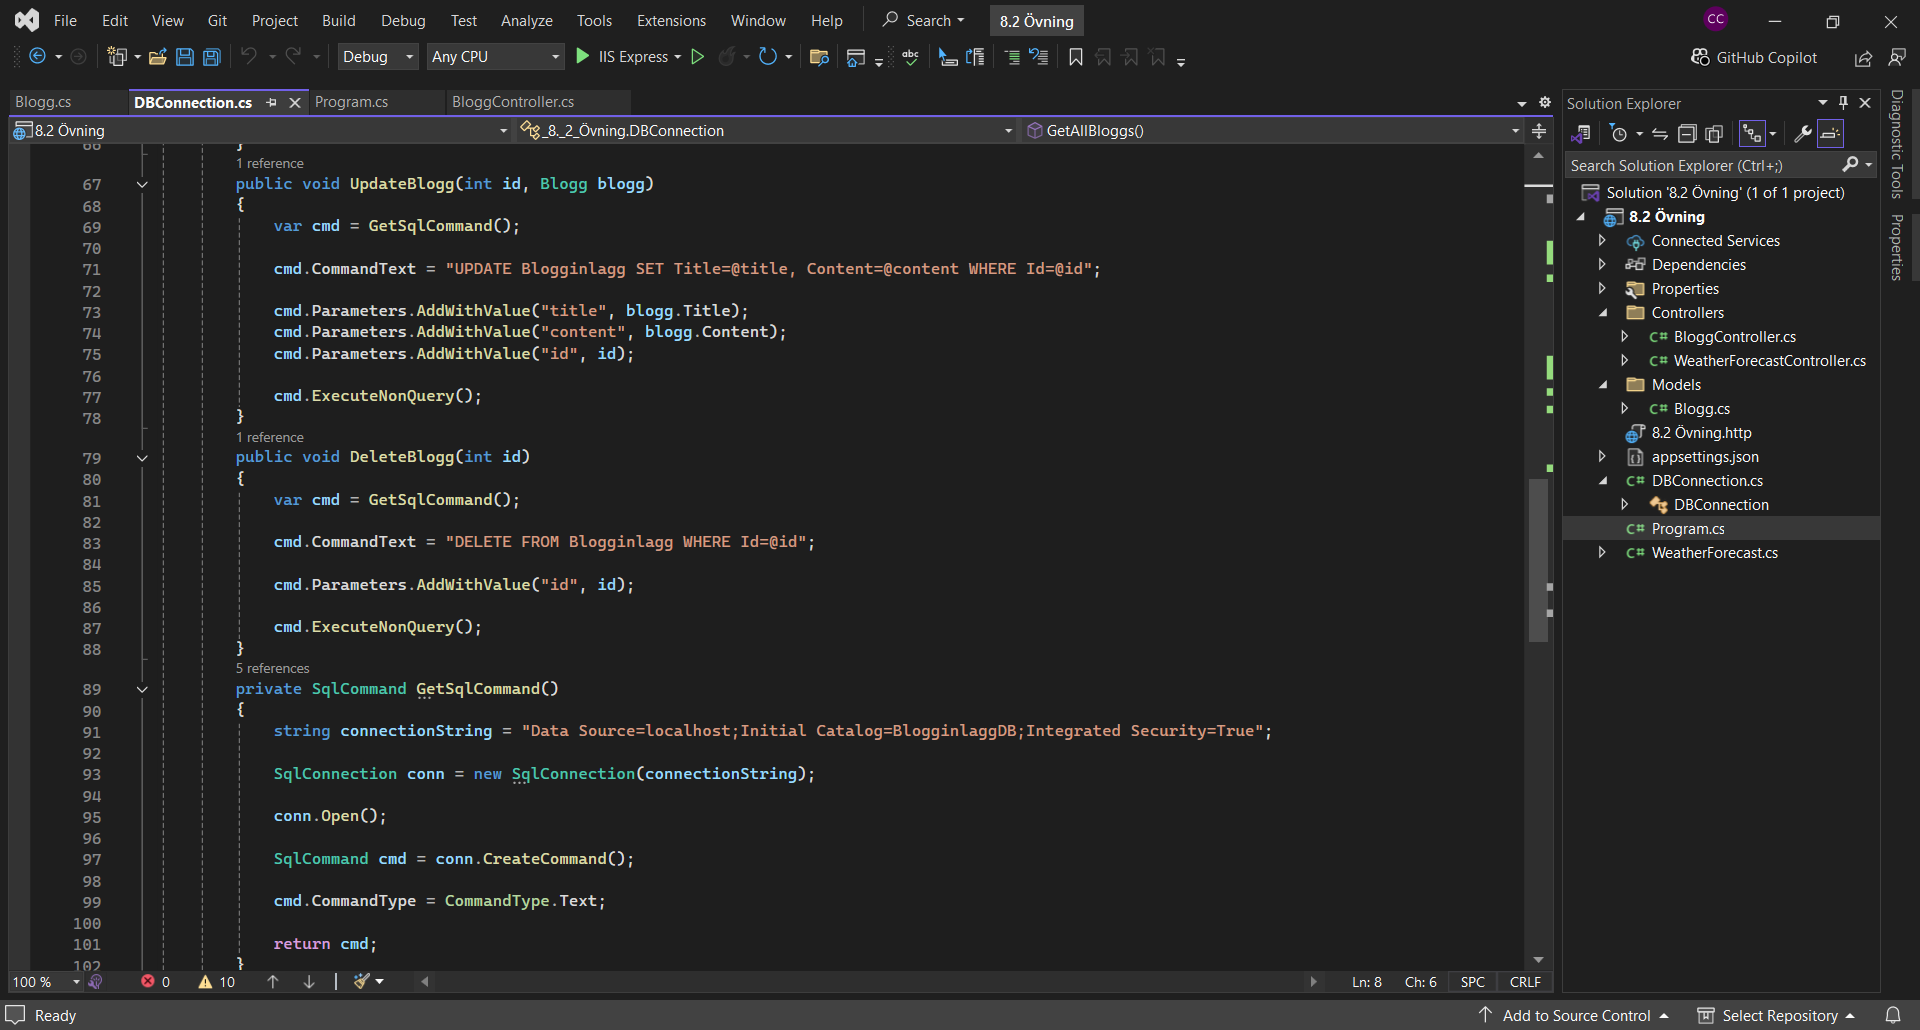 File Edit View Git Project Build Debug Test Analyze Tools Extensions Window Help Search 8.2 Övning CC
Debug Any CPU IIS Express abc GitHub Copilot
Blogg.cs DBConnection.cs Program.cs BloggController.cs
8.2 Övning _8._2_Övning.DBConnection GetAllBloggs()
66 }
1 reference
67 public void UpdateBlogg(int id, Blogg blogg)
68 {
69 var cmd = GetSqlCommand();
70
71 cmd.CommandText = "UPDATE Blogginlagg SET Title=@title, Content=@content WHERE Id=@id";
72
73 cmd.Parameters.AddWithValue("title", blogg.Title);
74 cmd.Parameters.AddWithValue("content", blogg.Content);
75 cmd.Parameters.AddWithValue("id", id);
76
77 cmd.ExecuteNonQuery();
78 }
1 reference
79 public void DeleteBlogg(int id)
80 {
81 var cmd = GetSqlCommand();
82
83 cmd.CommandText = "DELETE FROM Blogginlagg WHERE Id=@id";
84
85 cmd.Parameters.AddWithValue("id", id);
86
87 cmd.ExecuteNonQuery();
88 }
5 references
89 private SqlCommand GetSqlCommand()
90 {
91 string connectionString = "Data Source=localhost;Initial Catalog=BlogginlaggDB;Integrated Security=True";
92
93 SqlConnection conn = new SqlConnection(connectionString);
94
95 conn.Open();
96
97 SqlCommand cmd = conn.CreateCommand();
98
99 cmd.CommandType = CommandType.Text;
100
101 return cmd;
102 }
100 % 0 10 Ln: 8 Ch: 6 SPC CRLF
Solution Explorer
Search Solution Explorer (Ctrl+;)
Solution '8.2 Övning' (1 of 1 project)
8.2 Övning
Connected Services
Dependencies
Properties
Controllers
C# BloggController.cs
C# WeatherForecastController.cs
Models
C# Blogg.cs
8.2 Övning.http
appsettings.json
C# DBConnection.cs
DBConnection
C# Program.cs
C# WeatherForecast.cs
Diagnostic Tools
Properties
Ready Add to Source Control Select Repository